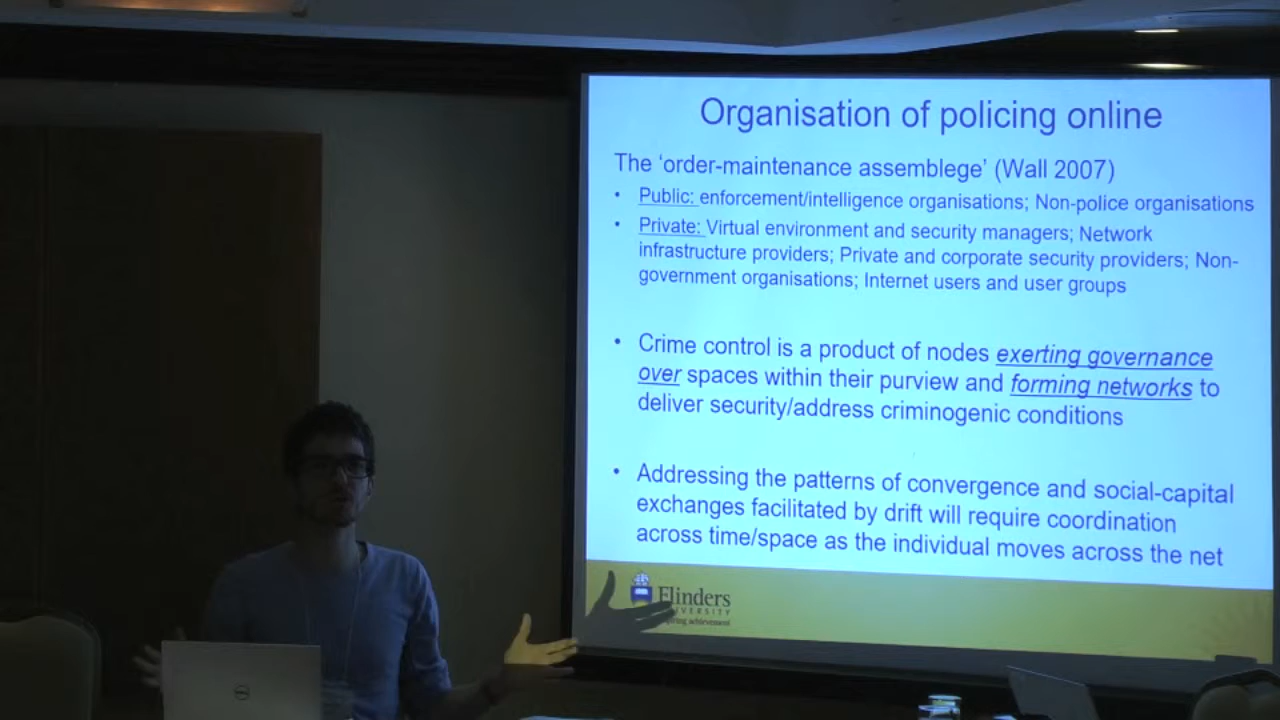 Organisation of policing online
The ‘order-maintenance assemblege’ (Wall 2007)
• Public: enforcement/intelligence organisations; Non-police organisations
• Private: Virtual environment and security managers; Network
infrastructure providers; Private and corporate security providers; Non-
government organisations; Internet users and user groups
• Crime control is a product of nodes exerting governance
over spaces within their purview and forming networks to
deliver security/address criminogenic conditions
• Addressing the patterns of convergence and social-capital
exchanges facilitated by drift will require coordination
across time/space as the individual moves across the net
Flinders
achievement
DELL